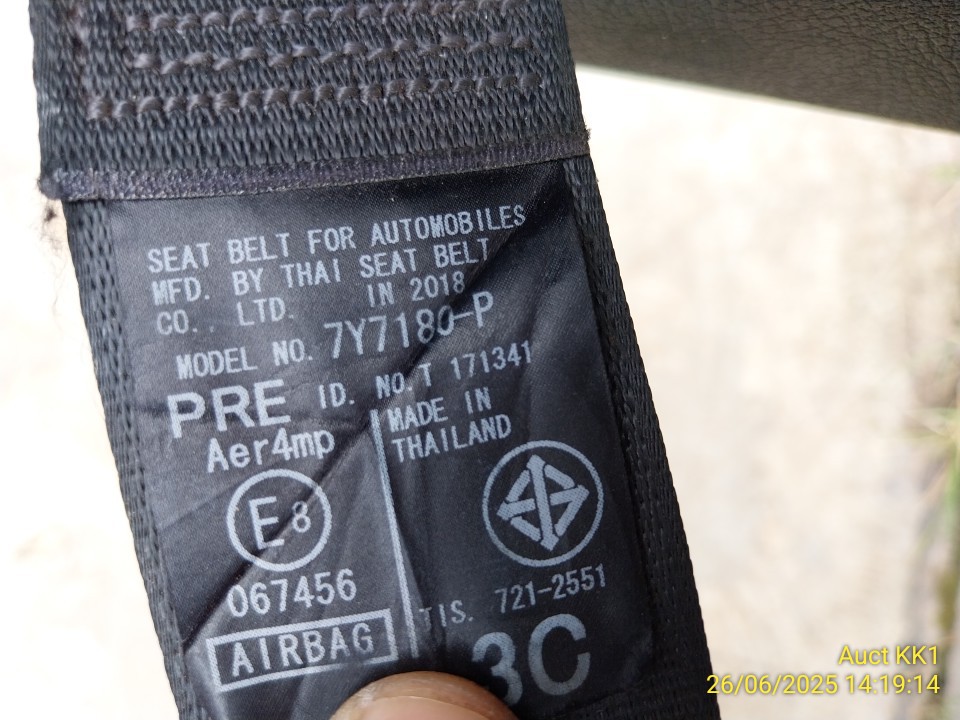 SEAT BELT FOR AUTOMOBILES
MFD. BY THAI SEAT BELT
CO., LTD. IN 2018
MODEL NO. 7Y7180-P
PRE ID. NO. T 171341
Aer4mp
MADE IN
THAILAND
E8
067456
AIRBAG
TIS. 721-2551
3C
Auct KK1
26/06/2025 14:19:14